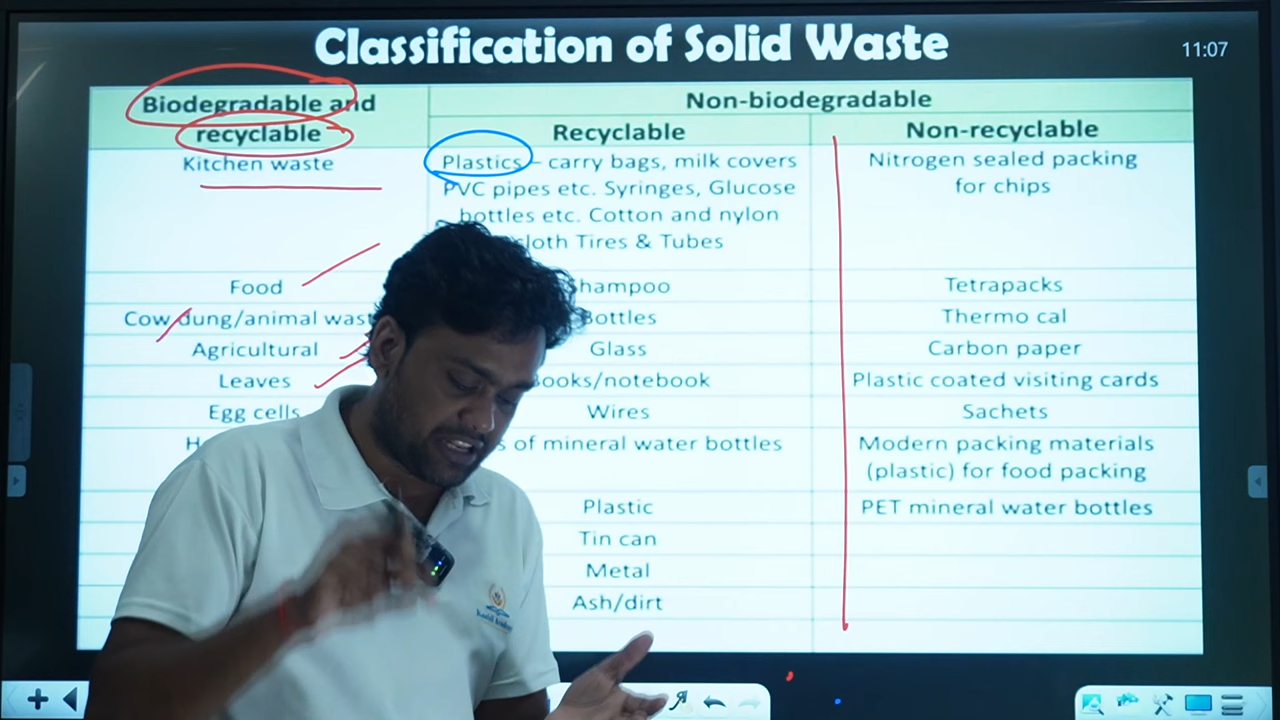 Classification of Solid Waste
11:07
Biodegradable and
recyclable
Non-biodegradable
Recyclable
Non-recyclable
Kitchen waste
Plastics – carry bags, milk covers
PVC pipes etc. Syringes, Glucose
bottles etc. Cotton and nylon
cloth Tires & Tubes
Nitrogen sealed packing
for chips
Food
Shampoo
Tetrapacks
Cow dung/animal waste
Bottles
Thermo cal
Agricultural
Glass
Carbon paper
Leaves
Books/notebook
Plastic coated visiting cards
Egg cells
Wires
Sachets
of mineral water bottles
Modern packing materials
(plastic) for food packing
Plastic
PET mineral water bottles
Tin can
Metal
Ash/dirt